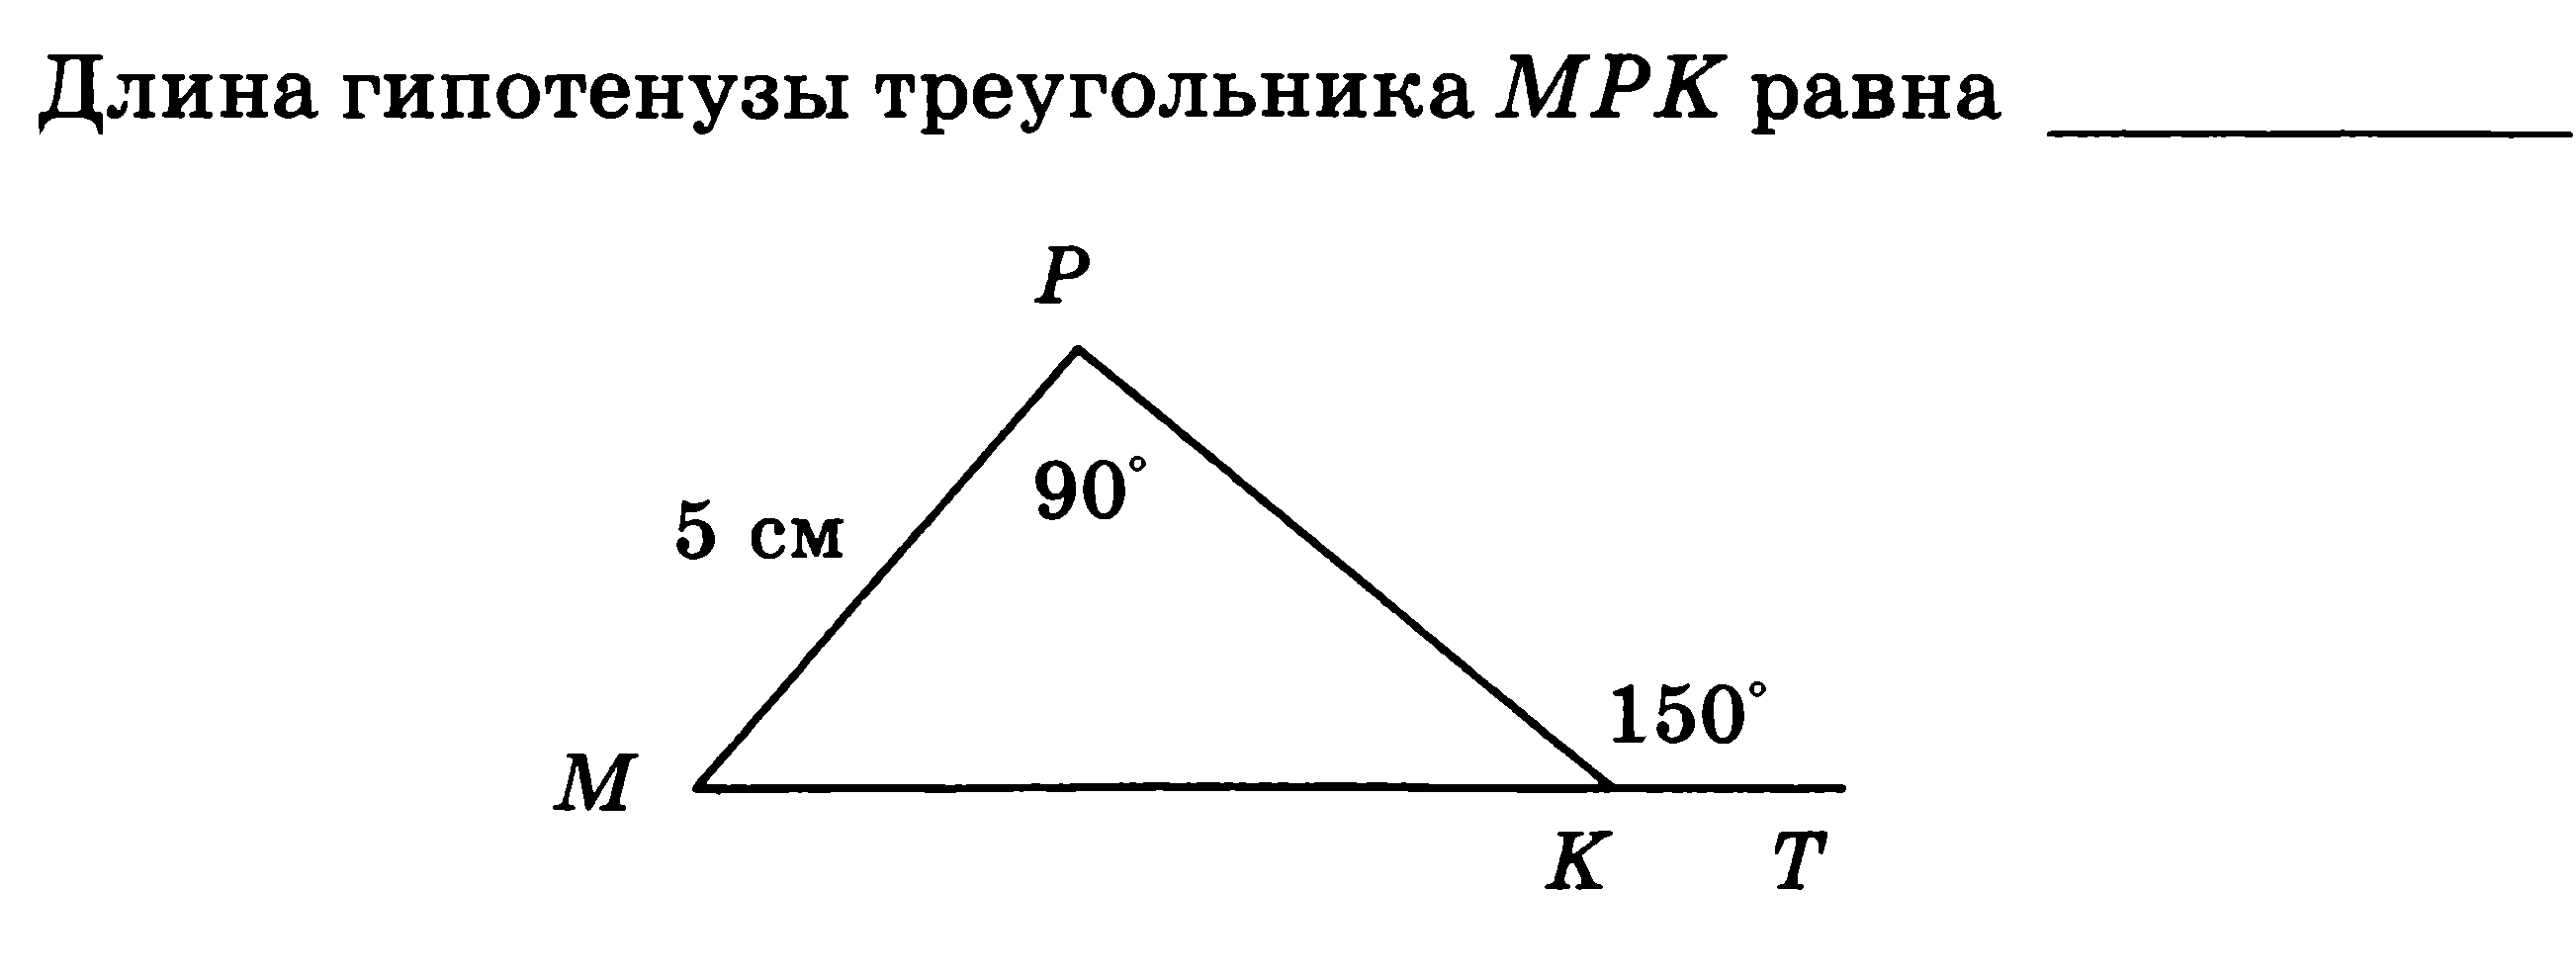 Длина гипотенузы треугольника MPK равна
P
90°
5 см
150°
M
K T